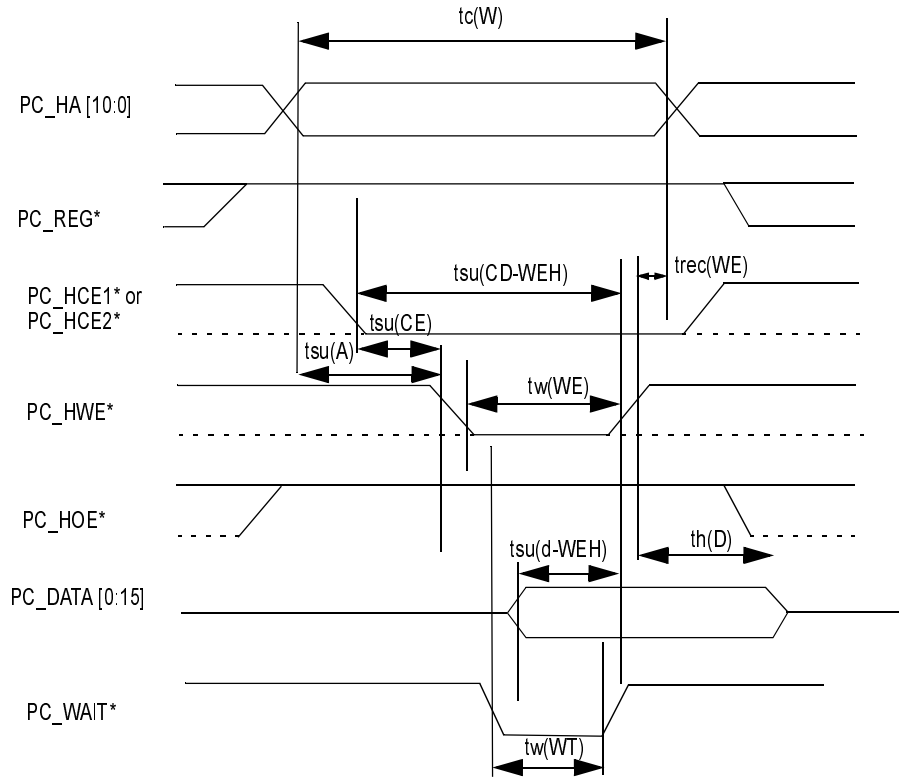 tc(W)
PC_HA [10:0]
PC_REG*
trec(WE)
tsu(CD-WEH)
PC_HCE1* or
PC_HCE2*
tsu(CE)
tsu(A)
tw(WE)
PC_HWE*
PC_HOE*
th(D)
tsu(d-WEH)
PC_DATA [0:15]
PC_WAIT*
tw(WT)